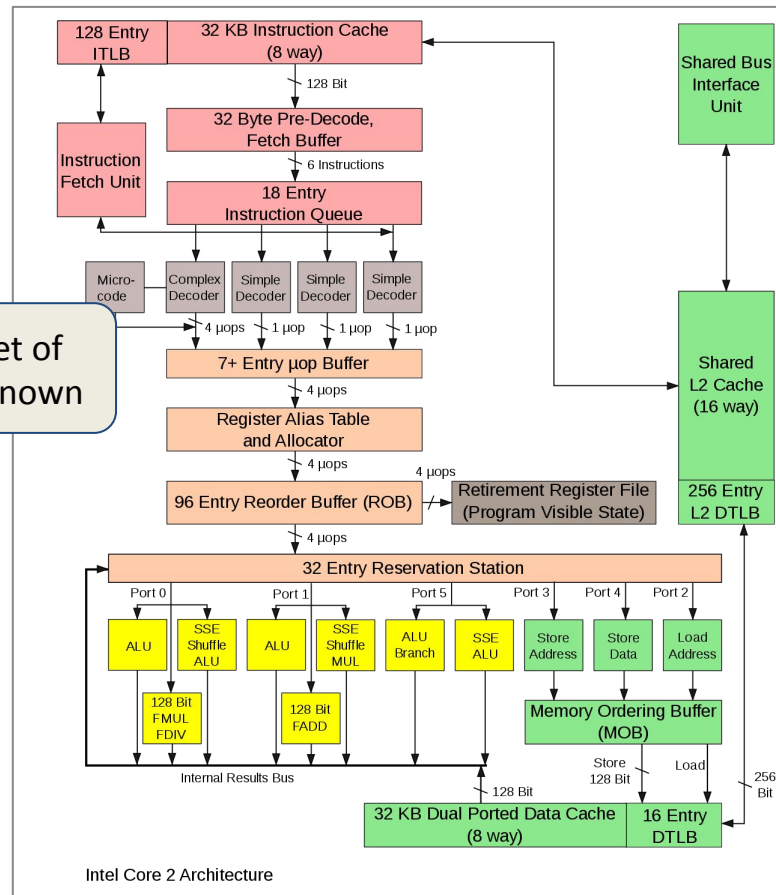 128 Entry
ITLB
32 KB Instruction Cache
(8 way)
Shared Bus
Interface
Unit
128 Bit
32 Byte Pre-Decode,
Fetch Buffer
Instruction
Fetch Unit
6 Instructions
18 Entry
Instruction Queue
Micro-
code
Complex
Decoder
Simple
Decoder
Simple
Decoder
Simple
Decoder
et of
nown
4 µops
1 µop
1 µop
1 µop
7+ Entry µop Buffer
4 µops
Register Alias Table
and Allocator
4 µops
4 µops
96 Entry Reorder Buffer (ROB)
Retirement Register File
(Program Visible State)
Shared
L2 Cache
(16 way)
256 Entry
L2 DTLB
4 µops
32 Entry Reservation Station
Port 0
Port 1
Port 5
Port 3
Port 4
Port 2
ALU
SSE
Shuffle
ALU
ALU
SSE
Shuffle
MUL
ALU
Branch
SSE
ALU
Store
Address
Store
Data
Load
Address
128 Bit
FMUL
FDIV
128 Bit
FADD
Memory Ordering Buffer
(MOB)
Internal Results Bus
Store
128 Bit
Load
128 Bit
256
Bit
32 KB Dual Ported Data Cache
(8 way)
16 Entry
DTLB
Intel Core 2 Architecture